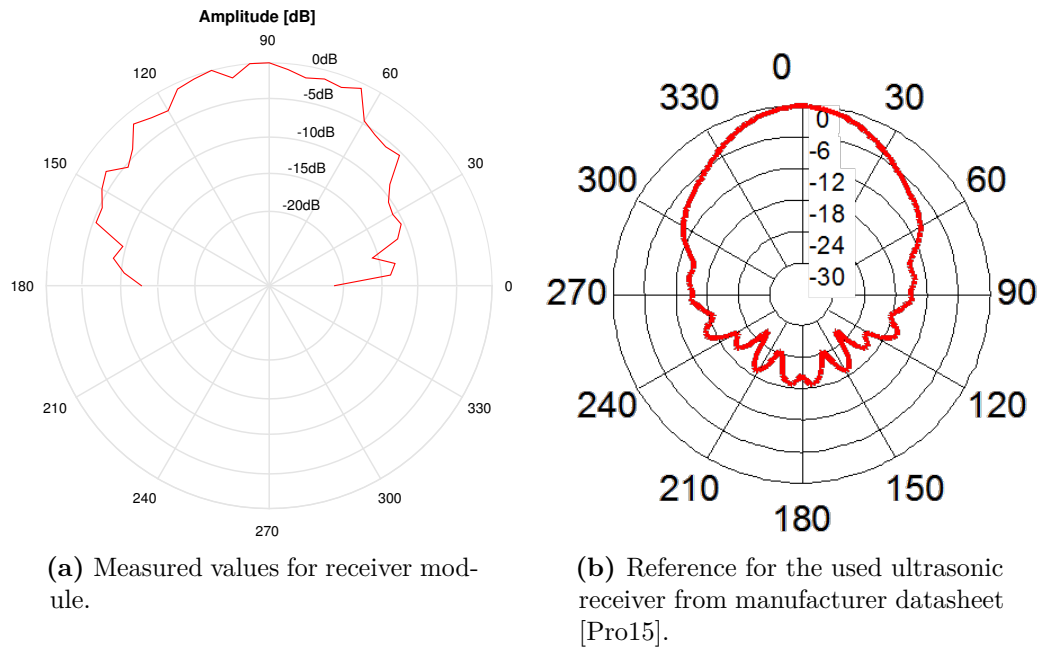 Amplitude [dB]
90
120
60
0dB
-5dB
-10dB
-15dB
-20dB
150
30
180
0
210
330
240
300
270
0
330
30
0
-6
-12
-18
-24
-30
300
60
270
90
240
120
210
150
180
(a) Measured values for receiver mod-
ule.
(b) Reference for the used ultrasonic
receiver from manufacturer datasheet
[Pro15].